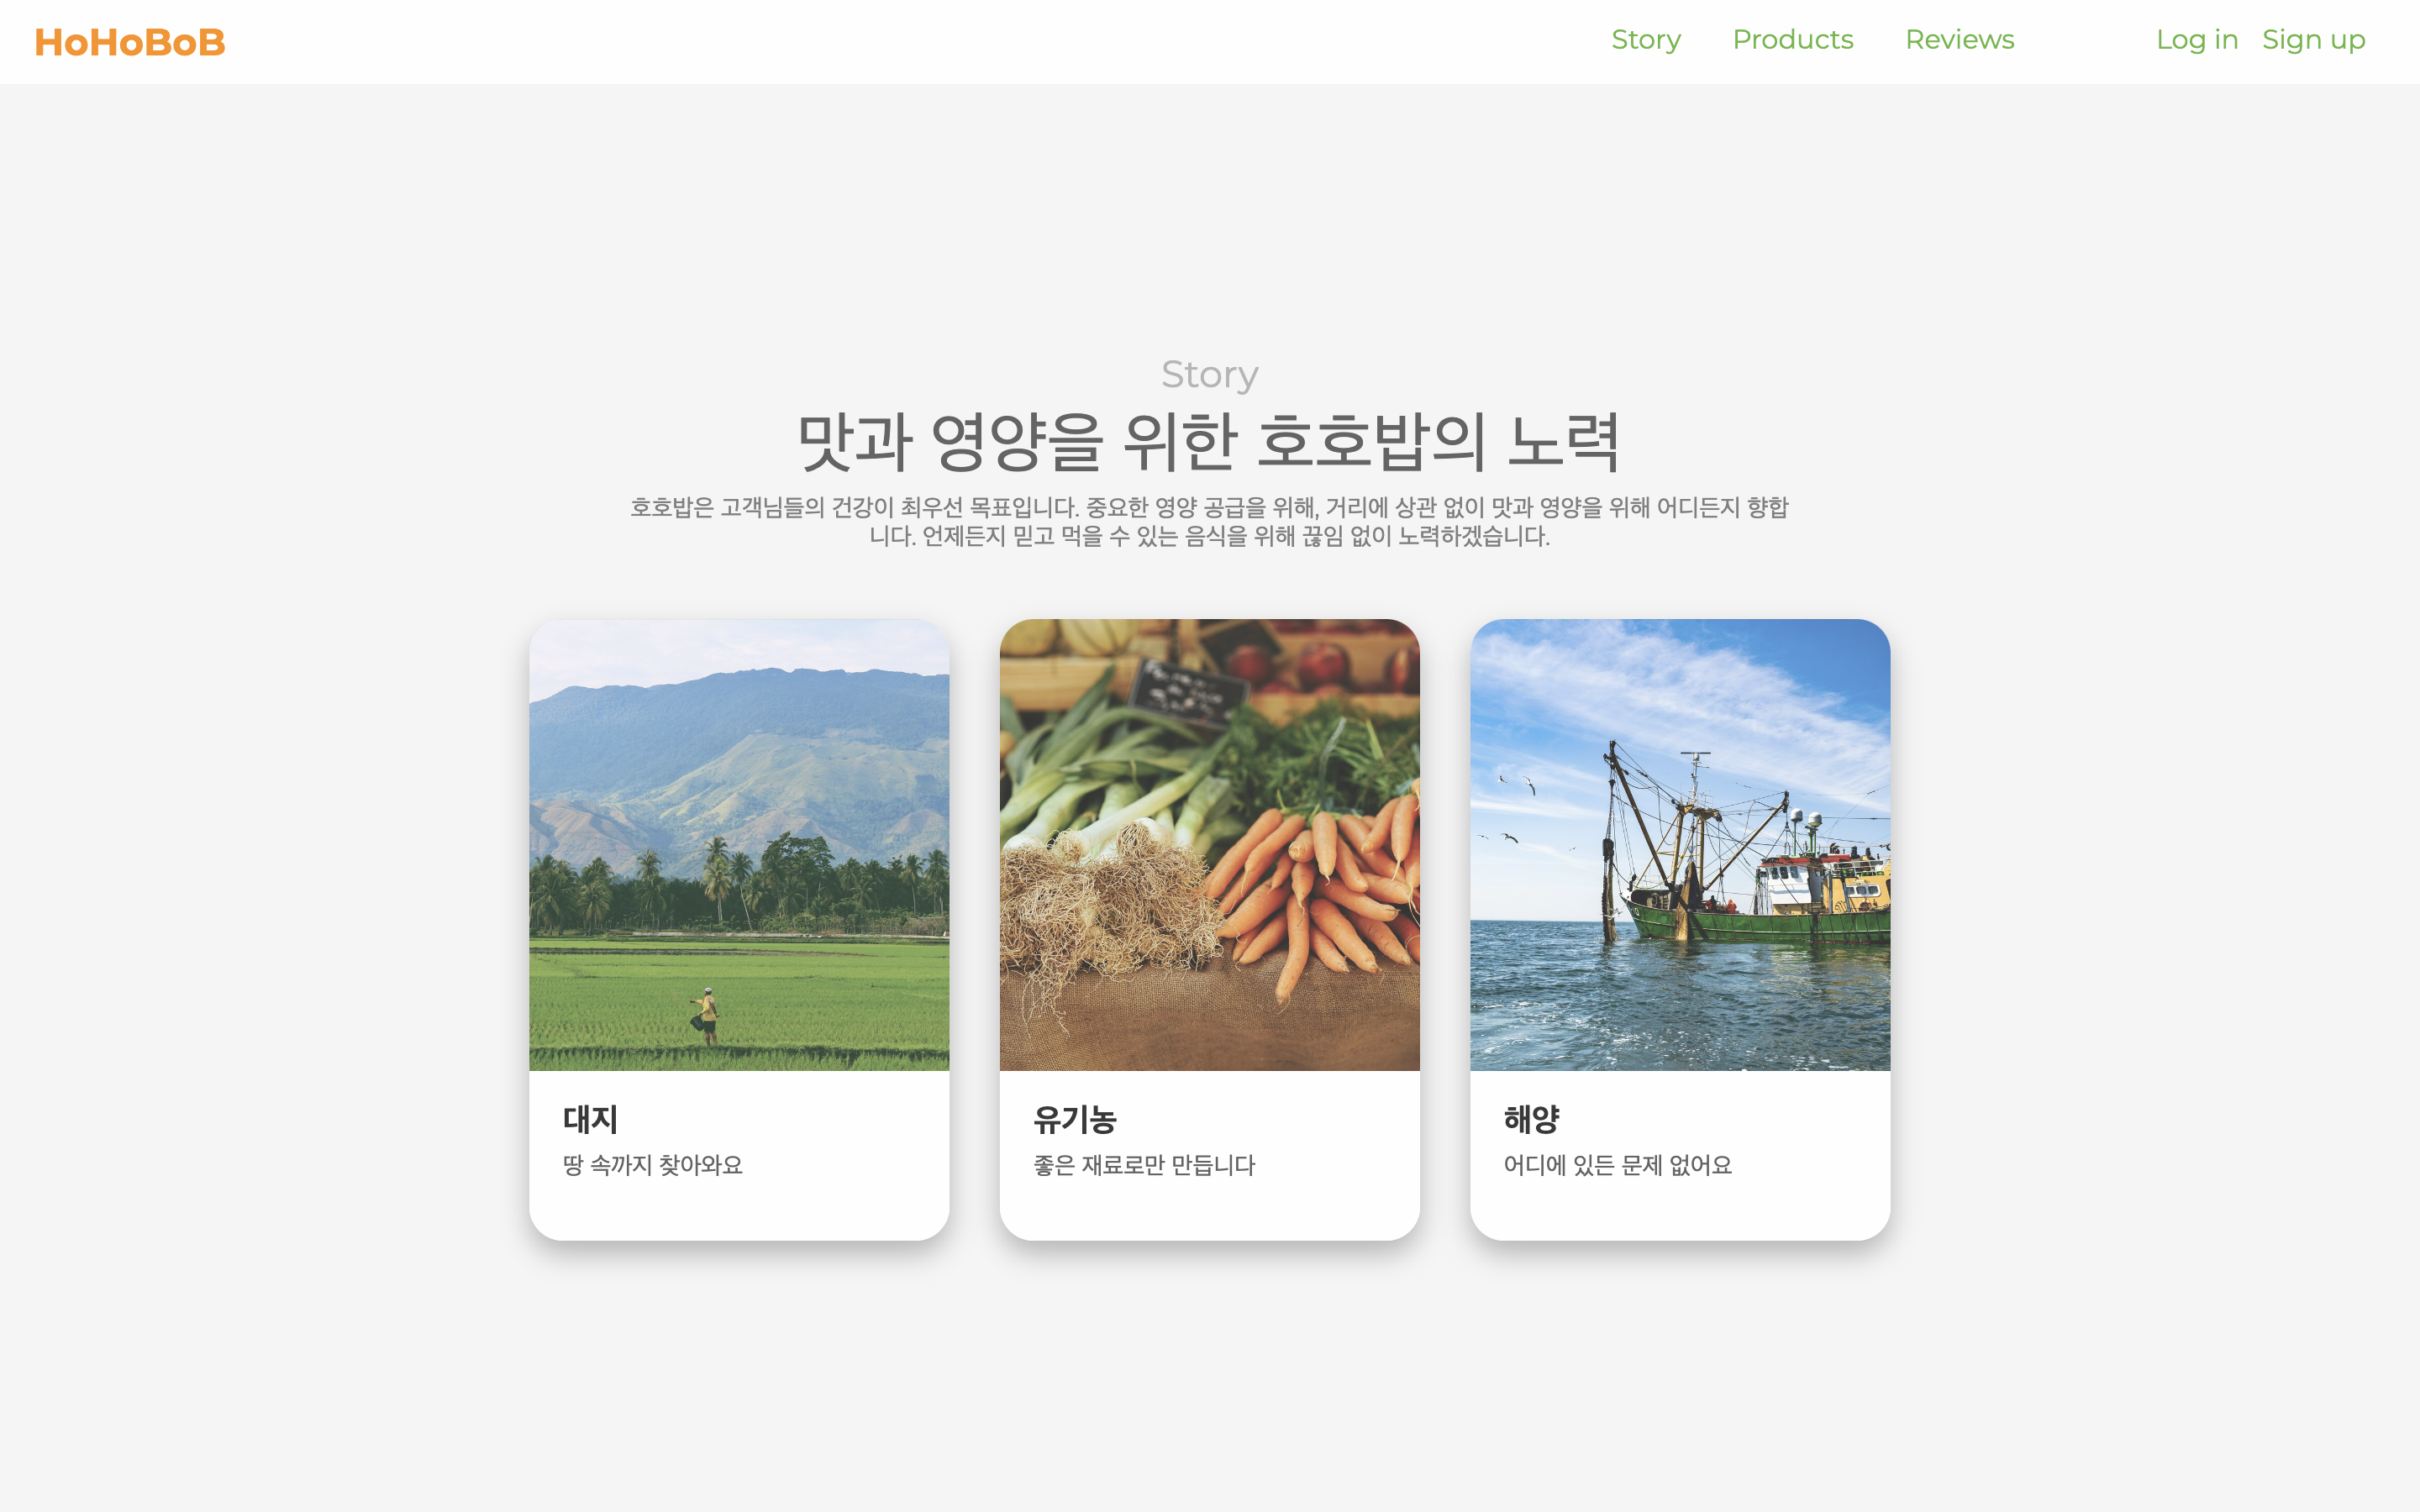 HoHoBoB
Story Products Reviews Log in Sign up
Story
맛과 영양을 위한 호호밥의 노력
호호밥은 고객님들의 건강이 최우선 목표입니다. 중요한 영양 공급을 위해, 거리에 상관 없이 맛과 영양을 위해 어디든지 향합
니다. 언제든지 믿고 먹을 수 있는 음식을 위해 끊임 없이 노력하겠습니다.
대지
땅 속까지 찾아와요
유기농
좋은 재료로만 만듭니다
해양
어디에 있든 문제 없어요